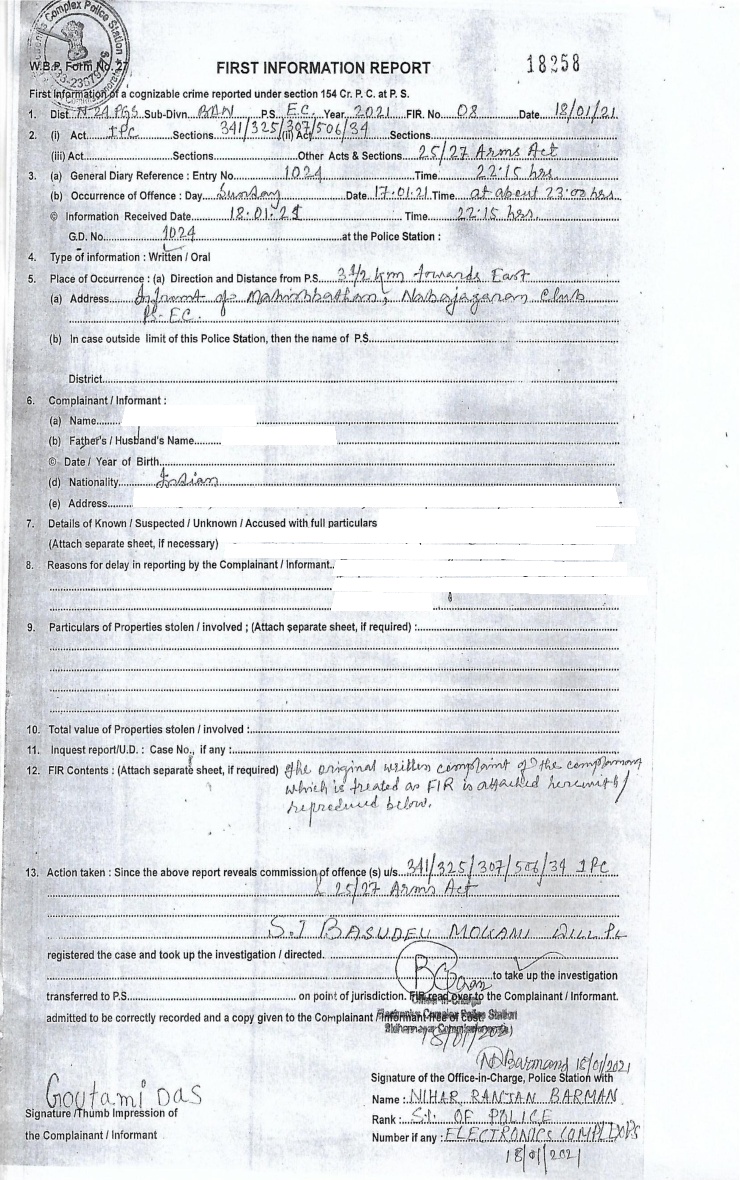 Complex Police Station
W.B.P. Form No. 27
FIRST INFORMATION REPORT
18258
First Information of a cognizable crime reported under section 154 Cr. P. C. at P. S.
1. Dist. N-24 PGS Sub-Divn. BDN P.S. E.C. Year 2021 FIR. No 08 Date 18/01/21
2. (i) Act IPC Sections 341/325/307/506/34 (ii) Act Sections
(iii) Act Sections Other Acts & Sections 25/27 Arms Act
3. (a) General Diary Reference : Entry No. 1024 Time 22:15 hrs
(b) Occurrence of Offence : Day Sunday Date 17.01.21 Time at about 23:00 hrs.
© Information Received Date 18.01.21 Time 22:15 hrs.
G.D. No. 1024 at the Police Station :
4. Type of information : Written / Oral
5. Place of Occurrence : (a) Direction and Distance from P.S. 3 1/2 km towards East
(a) Address Infront of Mahisbathan, Nabajagaran Club
PS- E.C.
(b) In case outside limit of this Police Station, then the name of P.S.
District
6. Complainant / Informant :
(a) Name
(b) Father's / Husband's Name
© Date / Year of Birth
(d) Nationality Indian
(e) Address
7. Details of Known / Suspected / Unknown / Accused with full particulars
(Attach separate sheet, if necessary)
8. Reasons for delay in reporting by the Complainant / Informant
9. Particulars of Properties stolen / involved ; (Attach separate sheet, if required) :
10. Total value of Properties stolen / involved :
11. Inquest report/U.D. : Case No., if any :
12. FIR Contents : (Attach separate sheet, if required) The original written complaint of the complainant
which is treated as FIR is attached herewith/
reproduced below.
13. Action taken : Since the above report reveals commission of offence (s) u/s 341/325/307/506/34 IPC
& 25/27 Arms Act
S.I BASUDEV MOUANI WILL PL
registered the case and took up the investigation / directed.
to take up the investigation
transferred to P.S. on point of jurisdiction. FIR read over to the Complainant / Informant.
Officer-in-Charge
admitted to be correctly recorded and a copy given to the Complainant / Informant free of cost.
Electronics Complex Police Station
Bidhannagar Commissionerate
18/01/2021
NRBarman 18/01/2021
Goutami Das
Signature of the Office-in-Charge, Police Station with
Name : NIHAR RANJAN BARMAN
Signature /Thumb Impression of
Rank : S.I. OF POLICE
the Complainant / Informant
Number if any : ELECTRONICS COMPLEX PS
18/01/2021